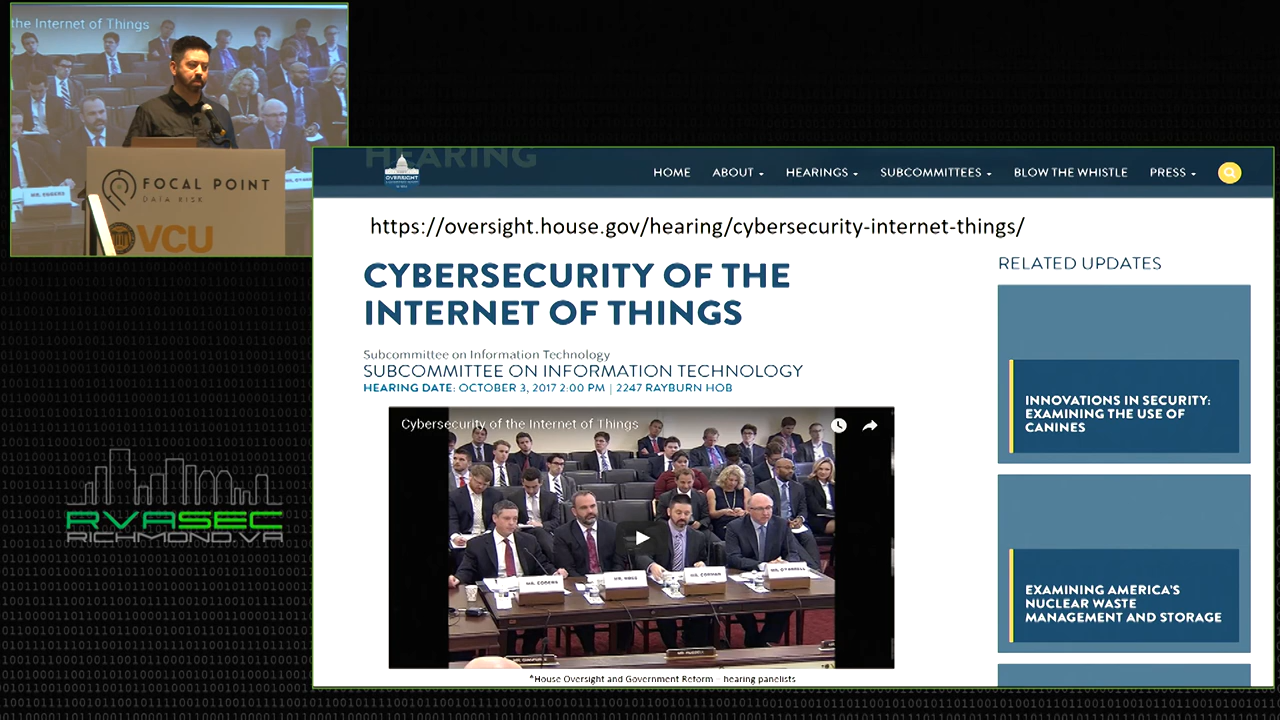 the Internet of Things
FOCAL POINT
DATA RISK
VCU
HEARING
OVERSIGHT
HOME ABOUT HEARINGS SUBCOMMITTEES BLOW THE WHISTLE PRESS
https://oversight.house.gov/hearing/cybersecurity-internet-things/
CYBERSECURITY OF THE
INTERNET OF THINGS
Subcommittee on Information Technology
SUBCOMMITTEE ON INFORMATION TECHNOLOGY
HEARING DATE: OCTOBER 3, 2017 2:00 PM | 2247 RAYBURN HOB
Cybersecurity of the Internet of Things
*House Oversight and Government Reform – hearing panelists
RELATED UPDATES
INNOVATIONS IN SECURITY:
EXAMINING THE USE OF
CANINES
EXAMINING AMERICA'S
NUCLEAR WASTE
MANAGEMENT AND STORAGE
RVASEC
RICHMOND VA